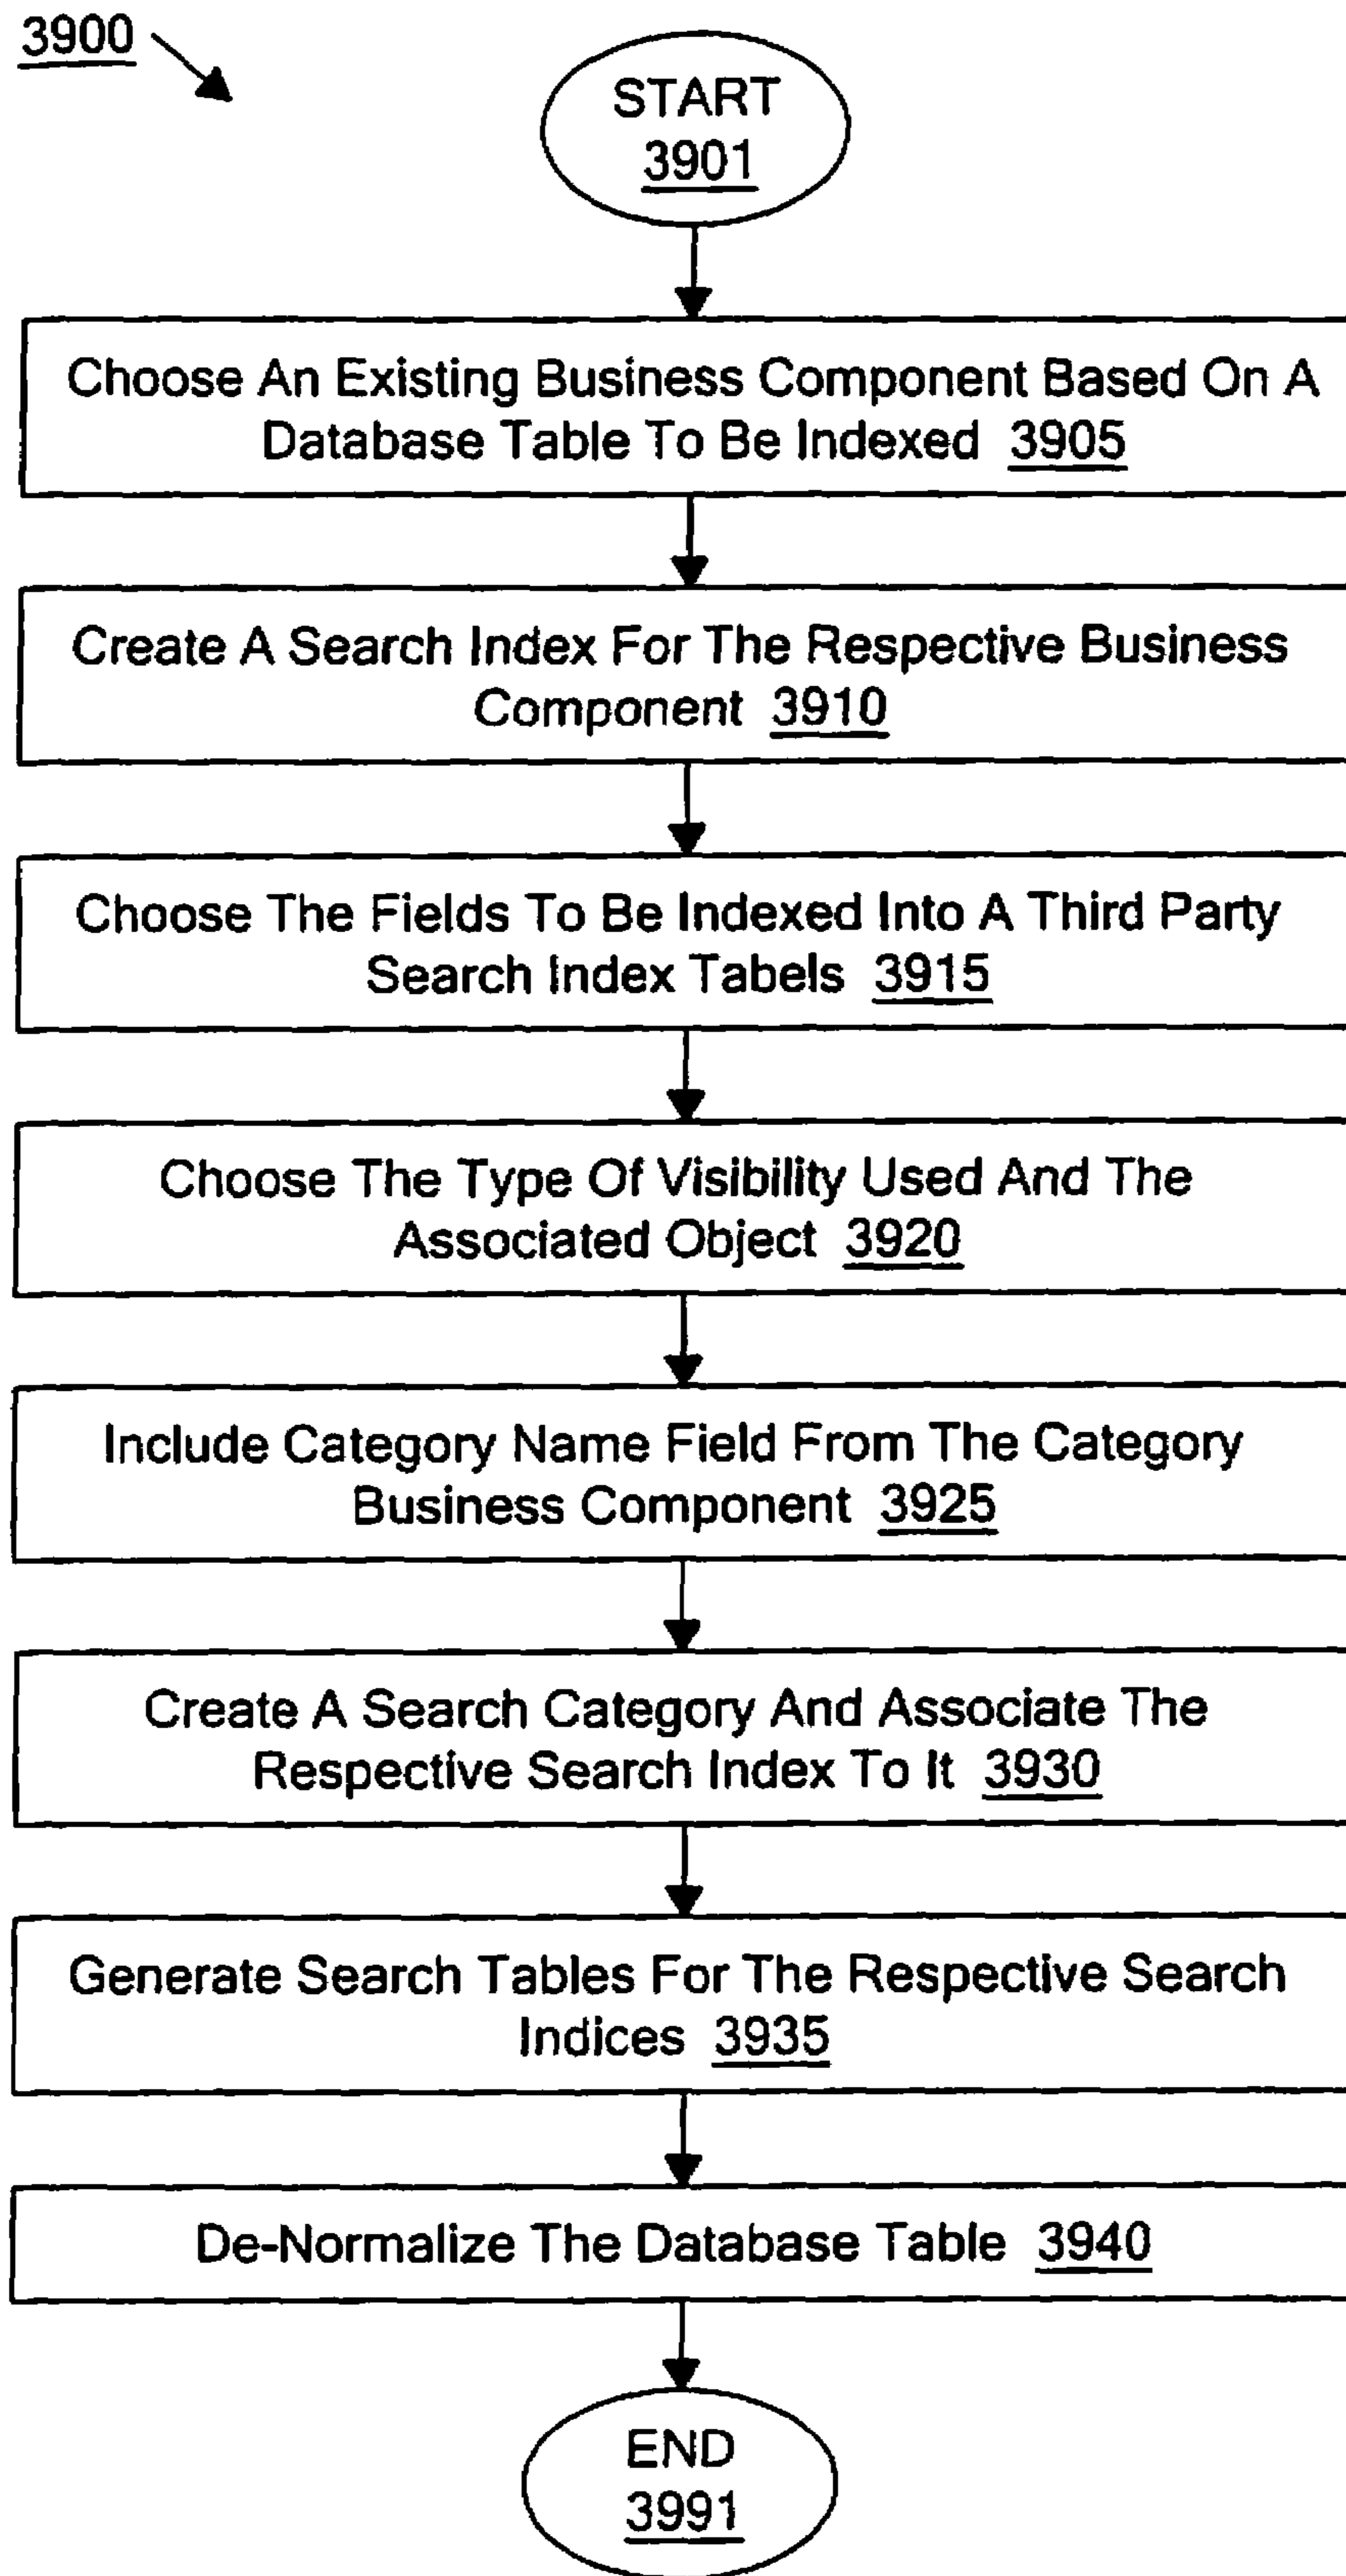 3900
START
3901
Choose An Existing Business Component Based On A
Database Table To Be Indexed 3905
Create A Search Index For The Respective Business
Component 3910
Choose The Fields To Be Indexed Into A Third Party
Search Index Tabels 3915
Choose The Type Of Visibility Used And The
Associated Object 3920
Include Category Name Field From The Category
Business Component 3925
Create A Search Category And Associate The
Respective Search Index To It 3930
Generate Search Tables For The Respective Search
Indices 3935
De-Normalize The Database Table 3940
END
3991